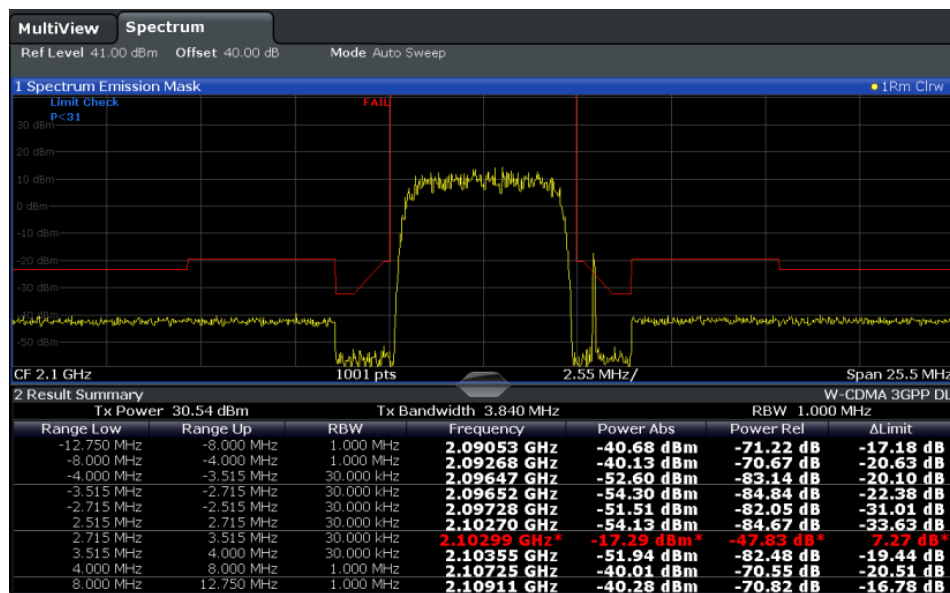 MultiView Spectrum
Ref Level 41.00 dBm Offset 40.00 dB Mode Auto Sweep
1 Spectrum Emission Mask 1Rm Clrw
Limit Check FAIL
P<31
30 dBm
20 dBm
10 dBm
0 dBm
-10 dBm
-20 dBm
-30 dBm
-40 dBm
-50 dBm
CF 2.1 GHz 1001 pts 2.55 MHz/ Span 25.5 MHz
2 Result Summary W-CDMA 3GPP DL
Tx Power 30.54 dBm Tx Bandwidth 3.840 MHz RBW 1.000 MHz
Range Low Range Up RBW Frequency Power Abs Power Rel ΔLimit
-12.750 MHz -8.000 MHz 1.000 MHz 2.09053 GHz -40.68 dBm -71.22 dB -17.18 dB
-8.000 MHz -4.000 MHz 1.000 MHz 2.09268 GHz -40.13 dBm -70.67 dB -20.63 dB
-4.000 MHz -3.515 MHz 30.000 kHz 2.09647 GHz -52.60 dBm -83.14 dB -20.10 dB
-3.515 MHz -2.715 MHz 30.000 kHz 2.09652 GHz -54.30 dBm -84.84 dB -22.38 dB
-2.715 MHz -2.515 MHz 30.000 kHz 2.09728 GHz -51.51 dBm -82.05 dB -31.01 dB
2.515 MHz 2.715 MHz 30.000 kHz 2.10270 GHz -54.13 dBm -84.67 dB -33.63 dB
2.715 MHz 3.515 MHz 30.000 kHz 2.10299 GHz* -17.29 dBm* -47.83 dB* 7.27 dB*
3.515 MHz 4.000 MHz 30.000 kHz 2.10355 GHz -51.94 dBm -82.48 dB -19.44 dB
4.000 MHz 8.000 MHz 1.000 MHz 2.10725 GHz -40.01 dBm -70.55 dB -20.51 dB
8.000 MHz 12.750 MHz 1.000 MHz 2.10911 GHz -40.28 dBm -70.82 dB -16.78 dB